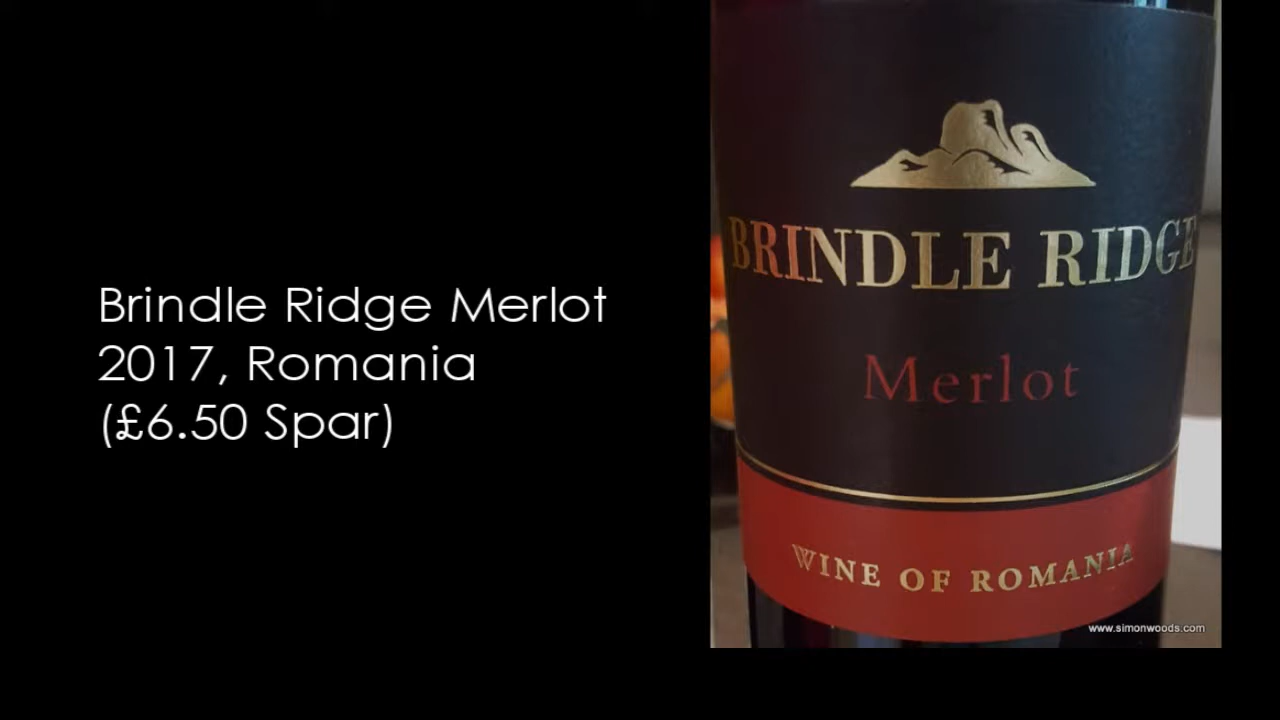 Brindle Ridge Merlot
2017, Romania
(£6.50 Spar)
BRINDLE RIDGE
Merlot
WINE OF ROMANIA
www.simonwoods.com